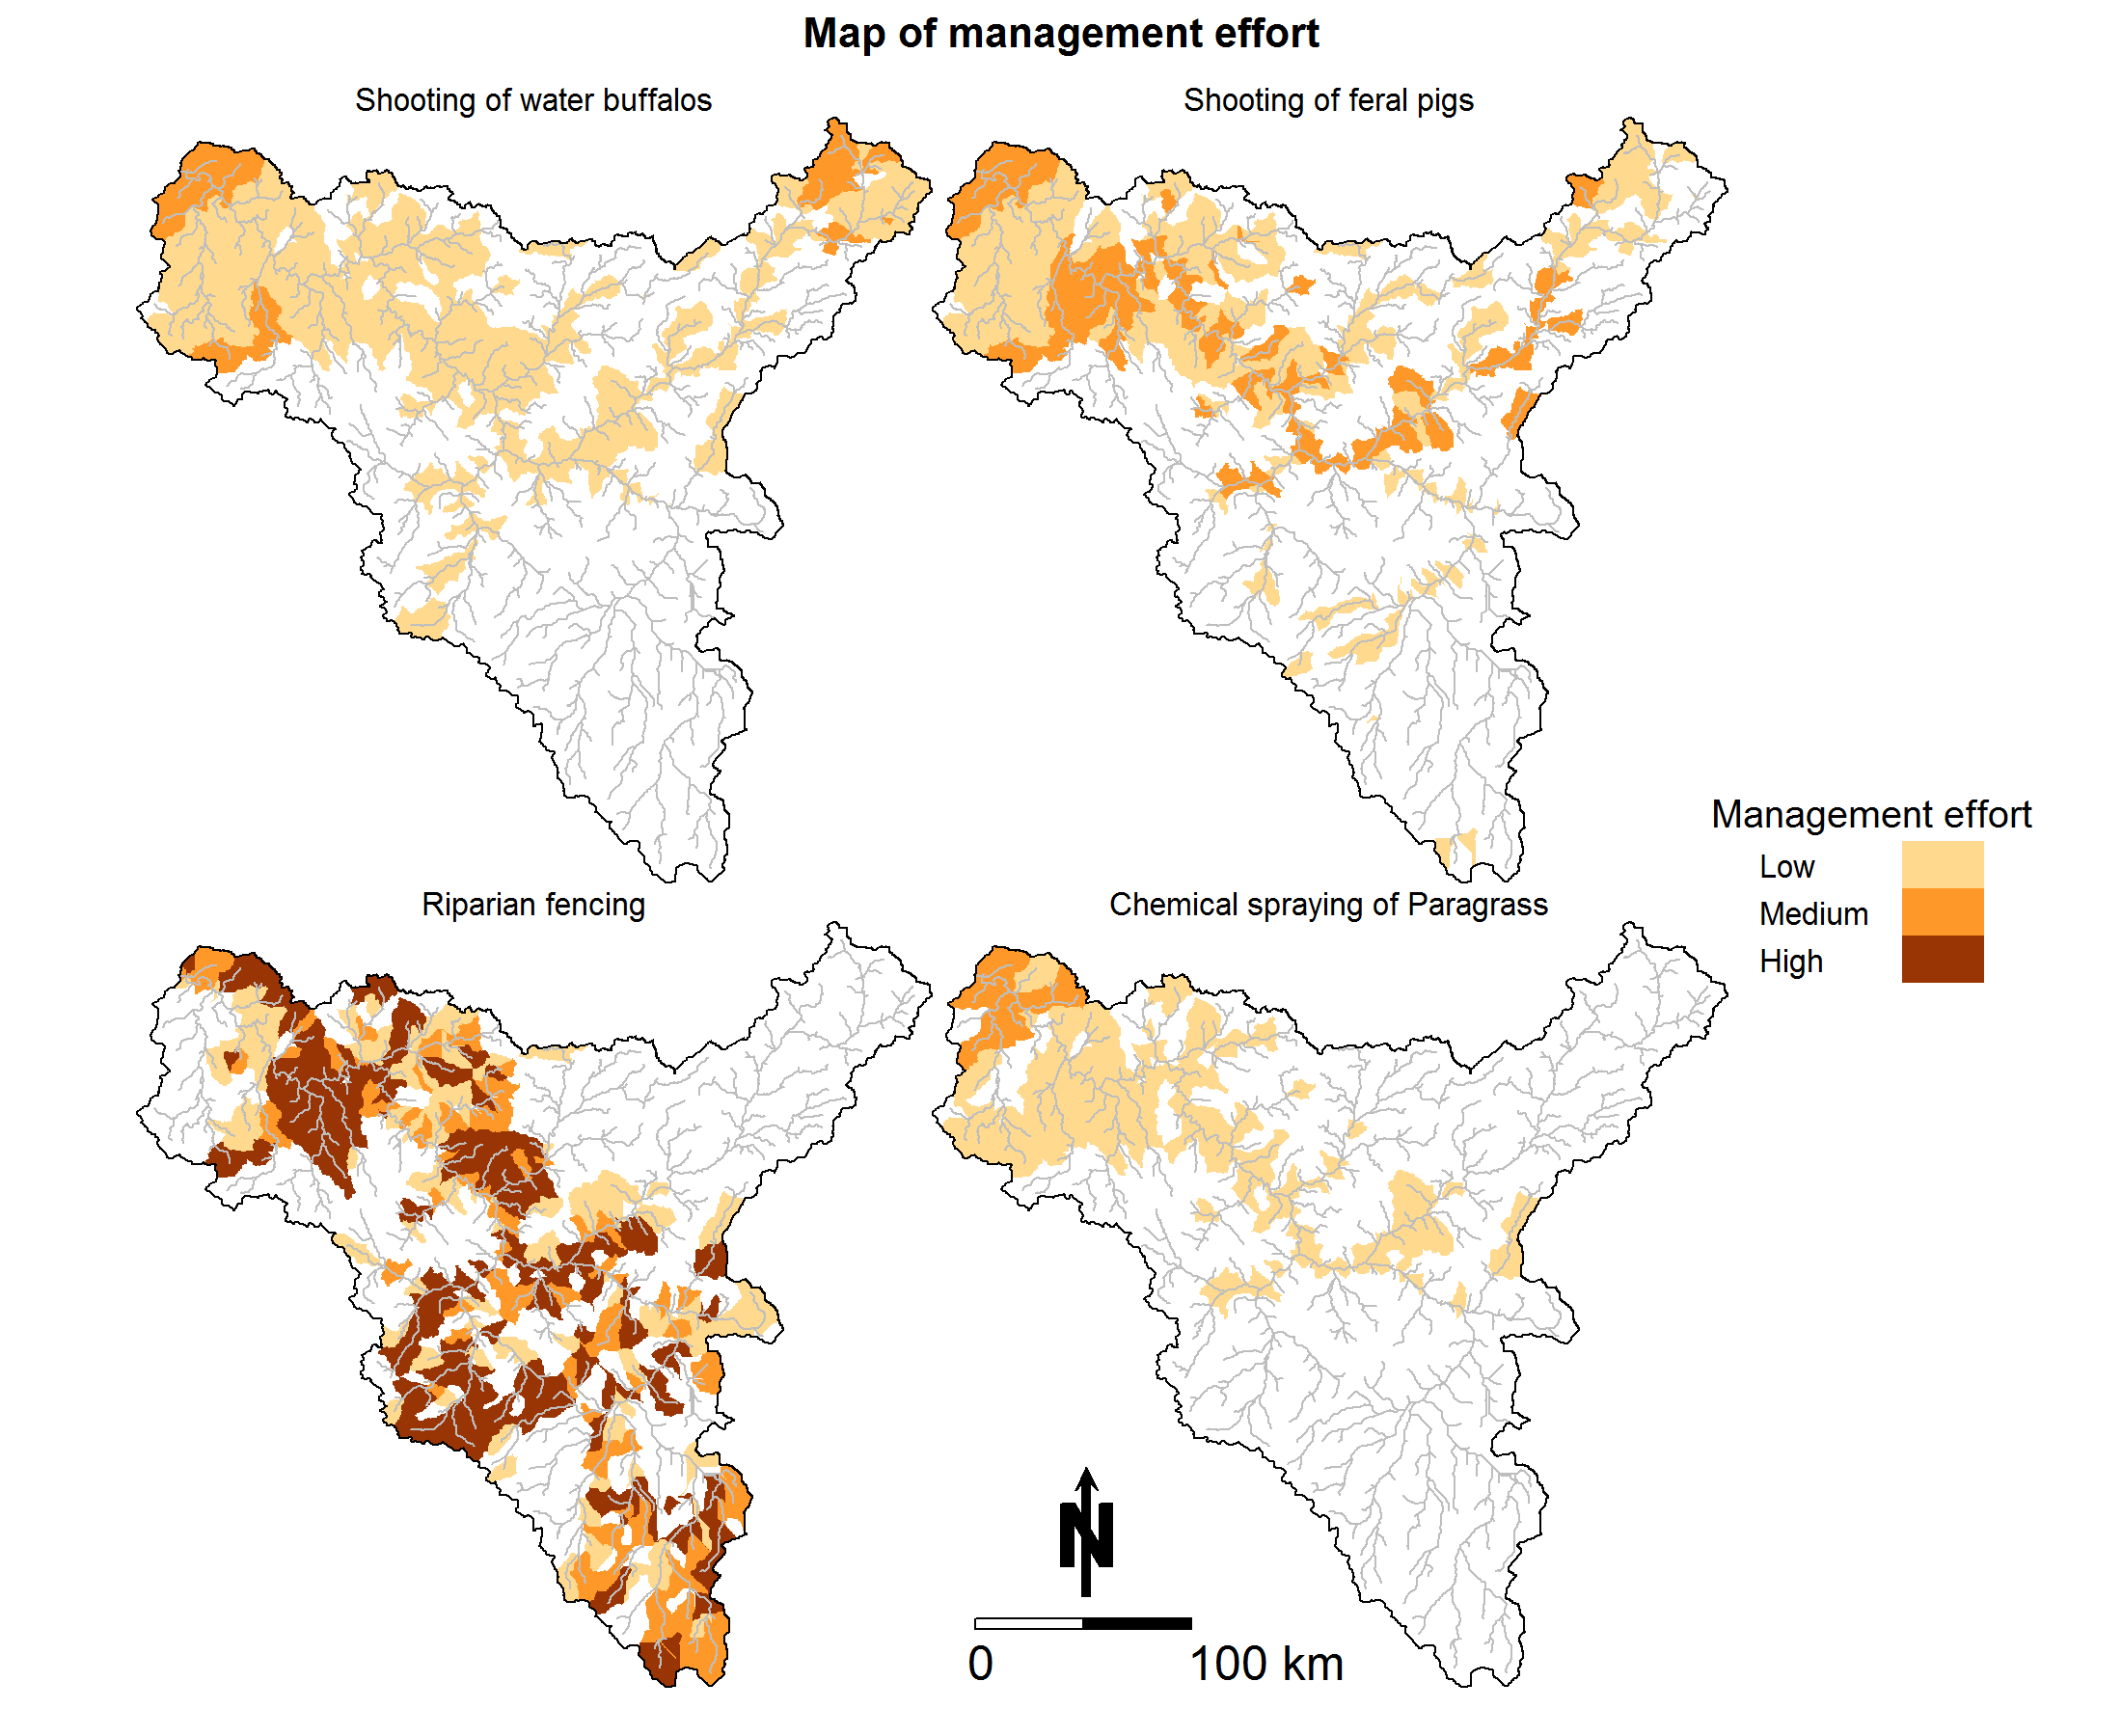 Map of management effort
Shooting of water buffalos
Shooting of feral pigs
Management effort
Low
Medium
High
Riparian fencing
Chemical spraying of Paragrass
N
0 100 km